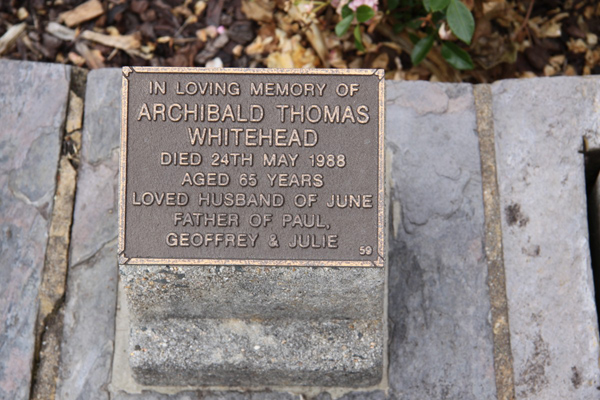 IN LOVING MEMORY OF
ARCHIBALD THOMAS
WHITEHEAD
DIED 24TH MAY 1988
AGED 65 YEARS
LOVED HUSBAND OF JUNE
FATHER OF PAUL,
GEOFFREY & JULIE
59